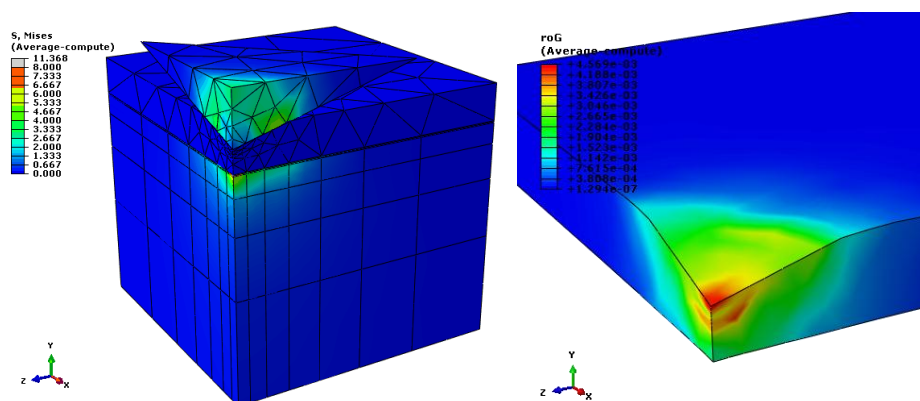 S, Mises
(Average-compute)
11.368
8.000
7.333
6.667
6.000
5.333
4.667
4.000
3.333
2.667
2.000
1.333
0.667
0.000
Y
Z
X
roG
(Average-compute)
+4.569e-03
+4.188e-03
+3.807e-03
+3.426e-03
+3.046e-03
+2.665e-03
+2.284e-03
+1.904e-03
+1.523e-03
+1.142e-03
+7.615e-04
+3.808e-04
+1.294e-07
Y
Z
X